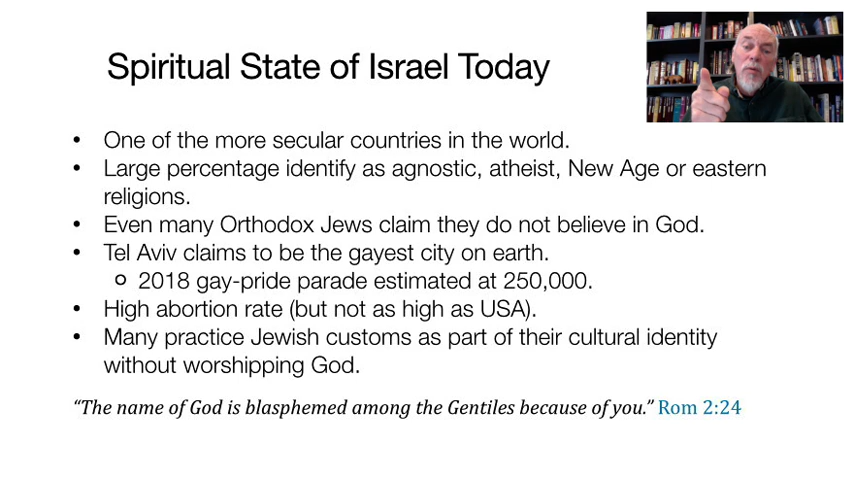 Spiritual State of Israel Today
• One of the more secular countries in the world.
• Large percentage identify as agnostic, atheist, New Age or eastern
religions.
• Even many Orthodox Jews claim they do not believe in God.
• Tel Aviv claims to be the gayest city on earth.
o 2018 gay-pride parade estimated at 250,000.
• High abortion rate (but not as high as USA).
• Many practice Jewish customs as part of their cultural identity
without worshipping God.
“The name of God is blasphemed among the Gentiles because of you.” Rom 2:24